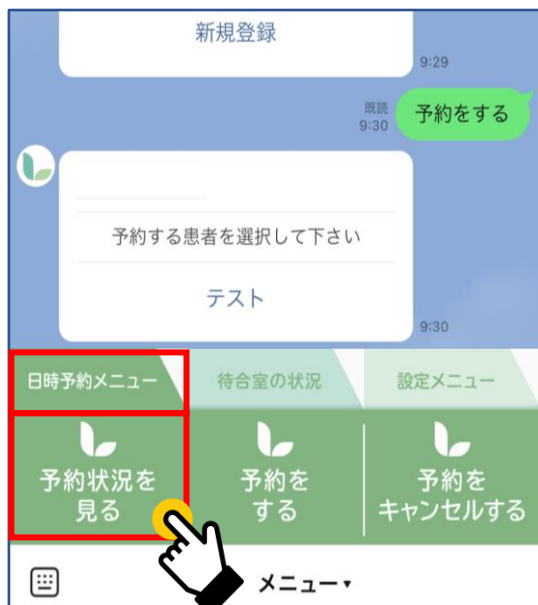 新規登録
9:29
既読
9:30
予約をする
予約する患者を選択して下さい
テスト
9:30
日時予約メニュー
待合室の状況
設定メニュー
予約状況を
見る
予約を
する
予約を
キャンセルする
メニュー▼